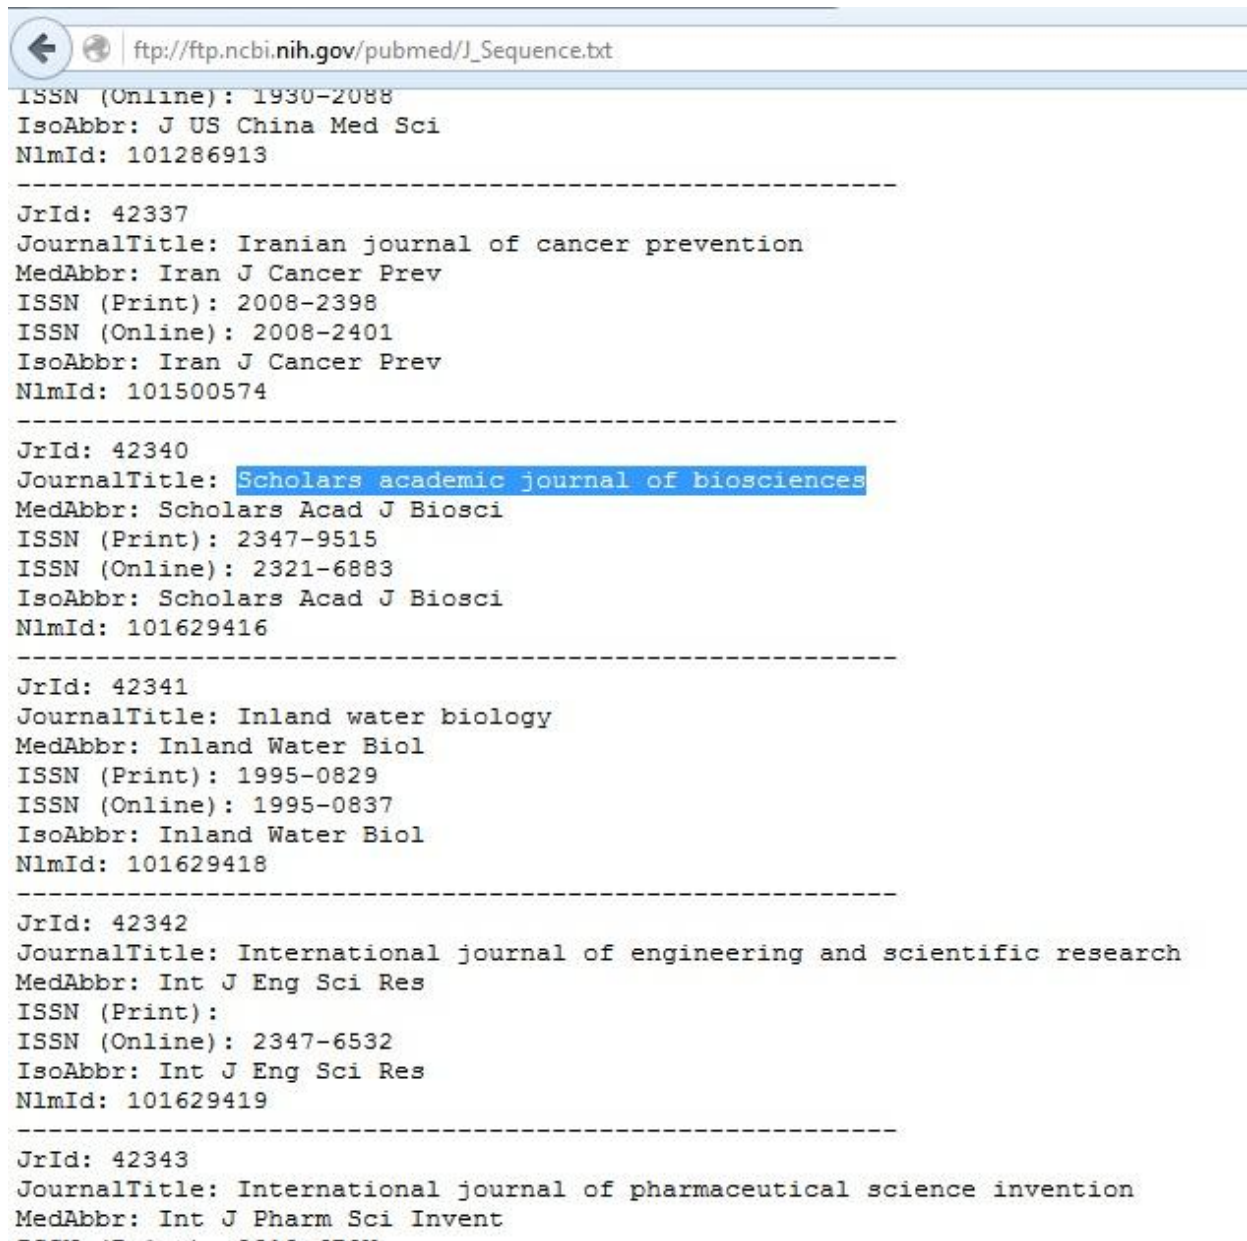 ftp://ftp.ncbi.nih.gov/pubmed/J_Sequence.txt
ISSN (Online): 1930-2088
IsoAbbr: J US China Med Sci
NlmId: 101286913
--------------------------------------------------------
JrId: 42337
JournalTitle: Iranian journal of cancer prevention
MedAbbr: Iran J Cancer Prev
ISSN (Print): 2008-2398
ISSN (Online): 2008-2401
IsoAbbr: Iran J Cancer Prev
NlmId: 101500574
--------------------------------------------------------
JrId: 42340
JournalTitle: Scholars academic journal of biosciences
MedAbbr: Scholars Acad J Biosci
ISSN (Print): 2347-9515
ISSN (Online): 2321-6883
IsoAbbr: Scholars Acad J Biosci
NlmId: 101629416
--------------------------------------------------------
JrId: 42341
JournalTitle: Inland water biology
MedAbbr: Inland Water Biol
ISSN (Print): 1995-0829
ISSN (Online): 1995-0837
IsoAbbr: Inland Water Biol
NlmId: 101629418
--------------------------------------------------------
JrId: 42342
JournalTitle: International journal of engineering and scientific research
MedAbbr: Int J Eng Sci Res
ISSN (Print):
ISSN (Online): 2347-6532
IsoAbbr: Int J Eng Sci Res
NlmId: 101629419
--------------------------------------------------------
JrId: 42343
JournalTitle: International journal of pharmaceutical science invention
MedAbbr: Int J Pharm Sci Invent